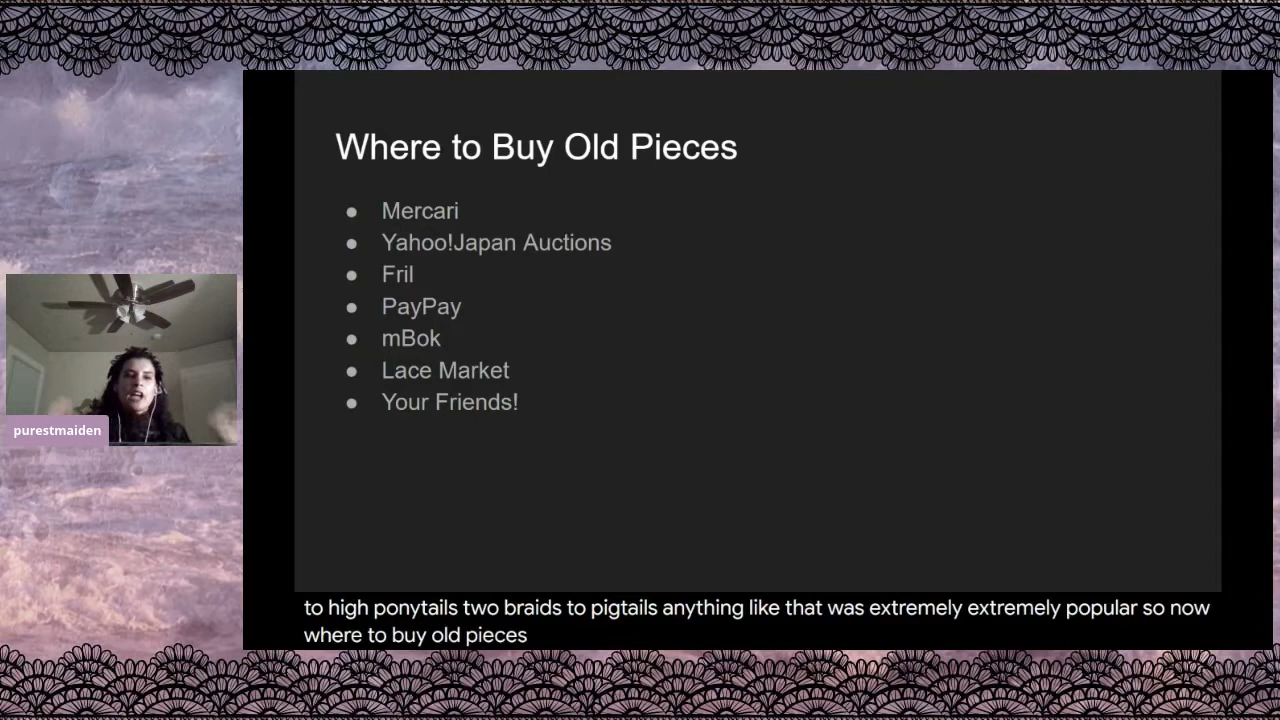 Where to Buy Old Pieces
● Mercari
● Yahoo!Japan Auctions
● Fril
● PayPay
● mBok
● Lace Market
● Your Friends!
purestmaiden
to high ponytails two braids to pigtails anything like that was extremely extremely popular so now
where to buy old pieces